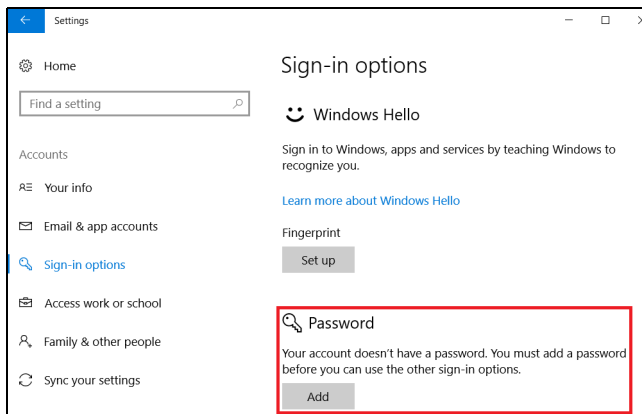 Settings
Home
Find a setting
Accounts
Your info
Email & app accounts
Sign-in options
Access work or school
Family & other people
Sync your settings
Sign-in options
Windows Hello
Sign in to Windows, apps and services by teaching Windows to
recognize you.
Learn more about Windows Hello
Fingerprint
Set up
Password
Your account doesn't have a password. You must add a password
before you can use the other sign-in options.
Add